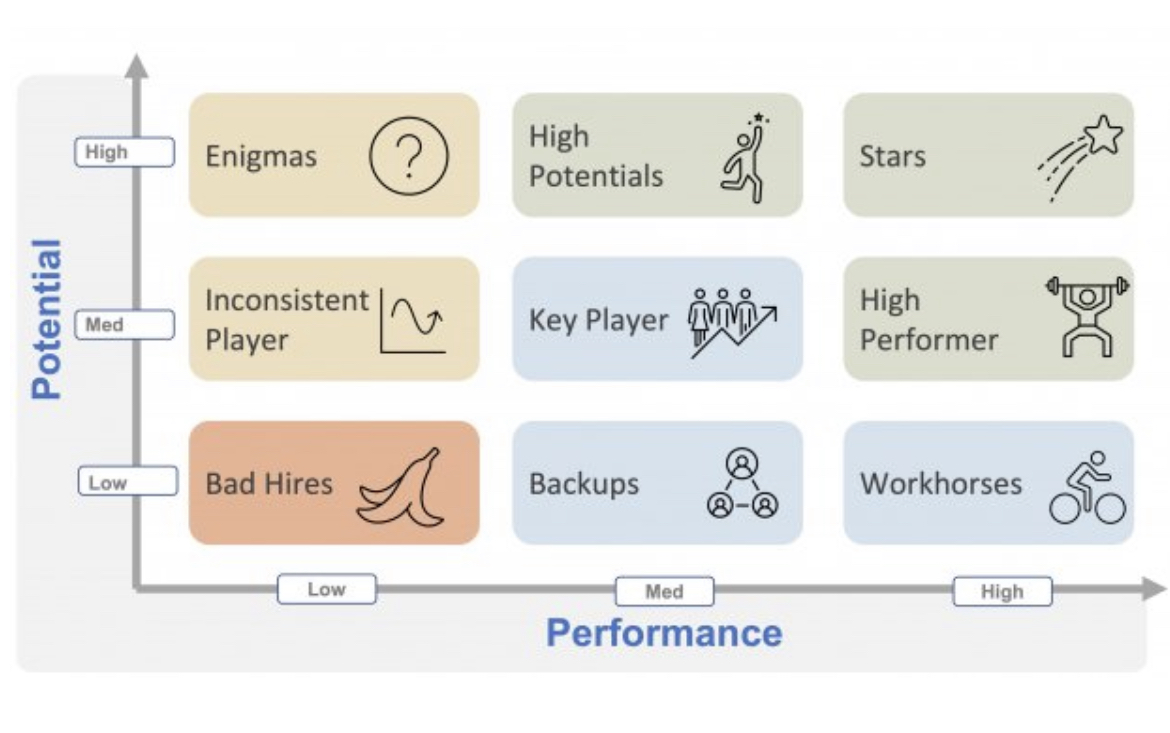 High
Enigmas
High
Potentials
Stars
Potential
Med
Inconsistent
Player
Key Player
High
Performer
Low
Bad Hires
Backups
Workhorses
Low
Med
High
Performance